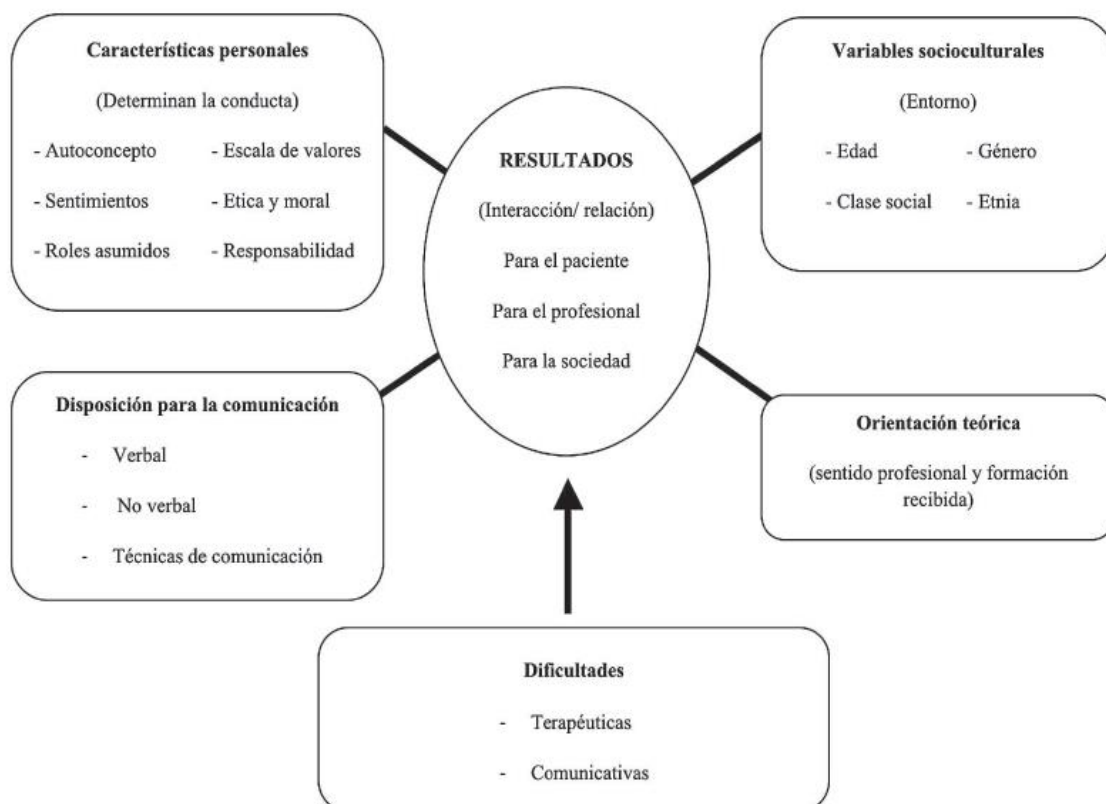 Características personales
(Determinan la conducta)
- Autoconcepto - Escala de valores
- Sentimientos - Etica y moral
- Roles asumidos - Responsabilidad
Variables socioculturales
(Entorno)
- Edad - Género
- Clase social - Etnia
RESULTADOS
(Interacción/ relación)
Para el paciente
Para el profesional
Para la sociedad
Disposición para la comunicación
- Verbal
- No verbal
- Técnicas de comunicación
Orientación teórica
(sentido profesional y formación
recibida)
Dificultades
- Terapéuticas
- Comunicativas